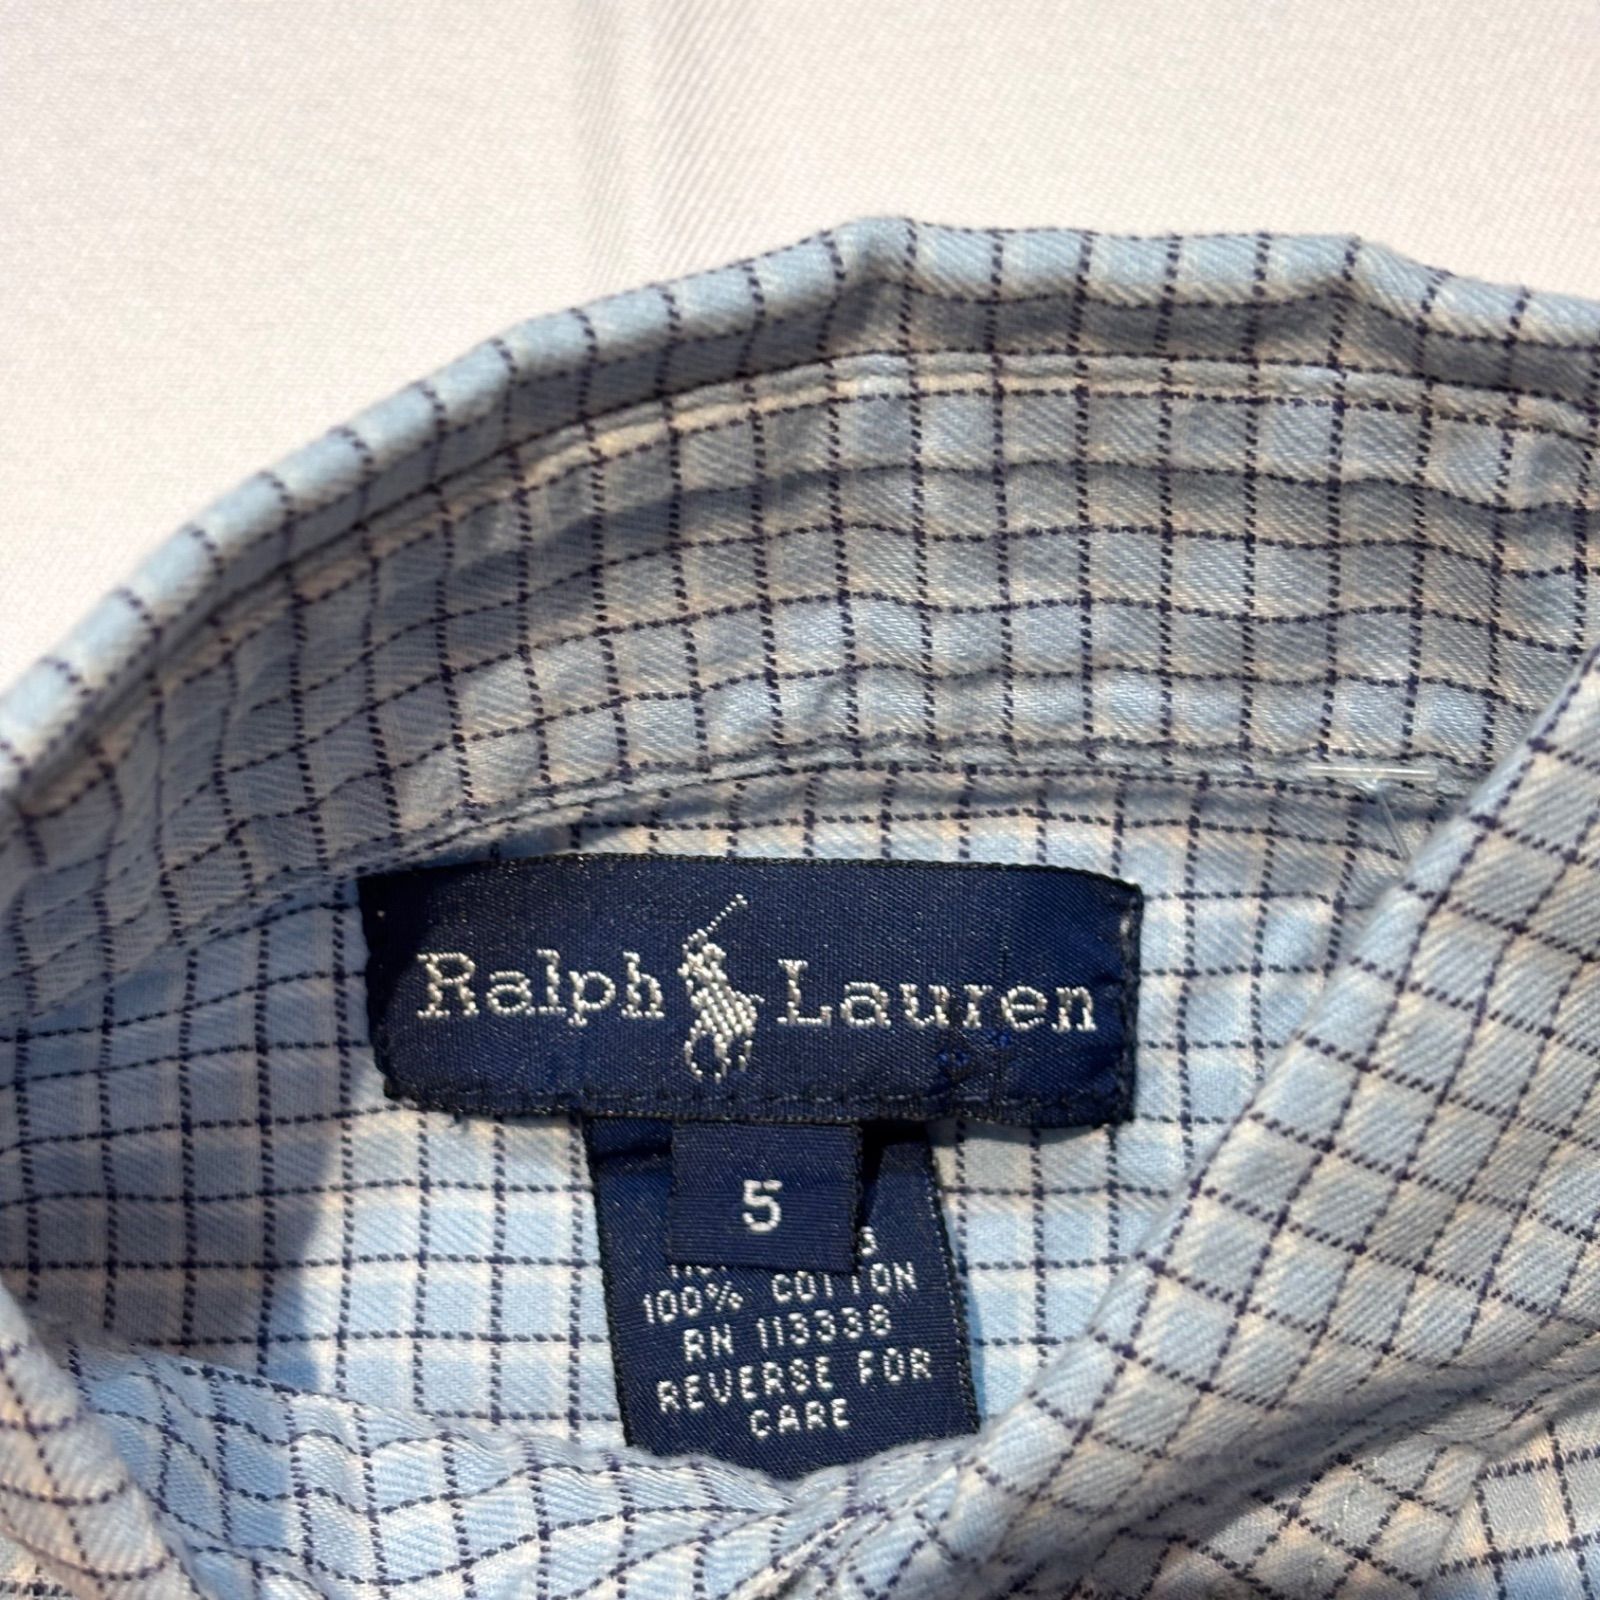 Ralph Lauren
5
100% COTTON
RN 113338
REVERSE FOR
CARE